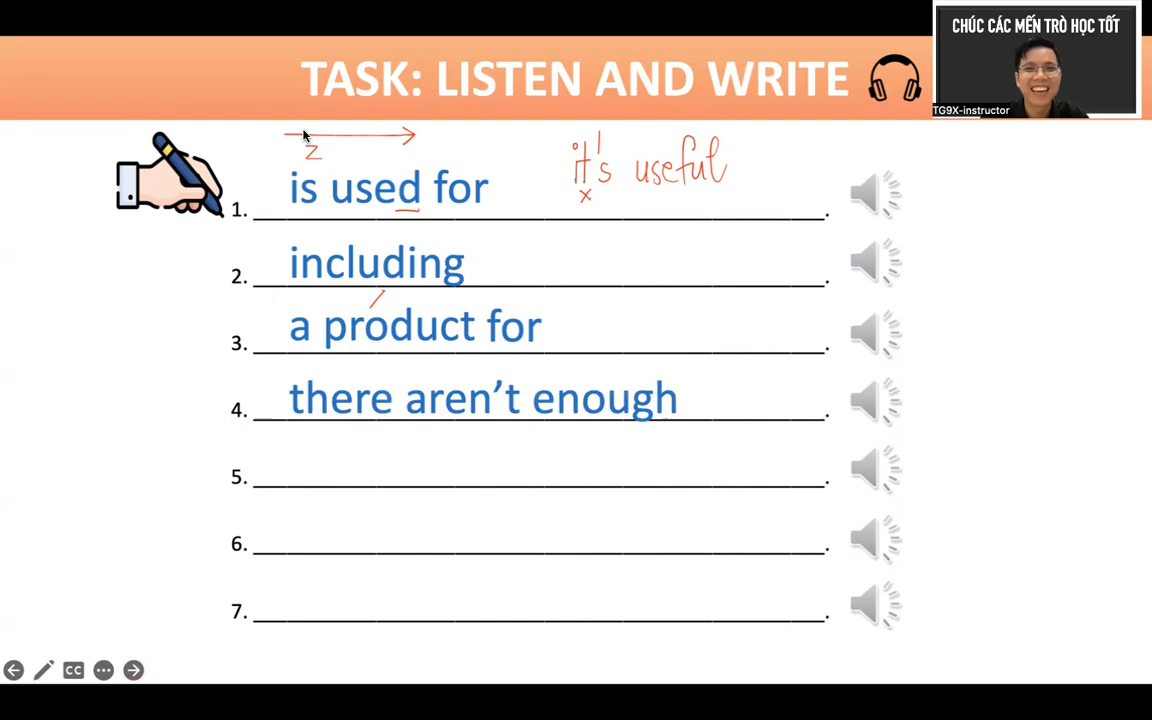 CHÚC CÁC MẾN TRÒ HỌC TỐT
TG9X-instructor
TASK: LISTEN AND WRITE
z
it's useful
x
1. is used for.
2. including.
3. a product for.
4. there aren't enough.
5. .
6. .
7. .
CC